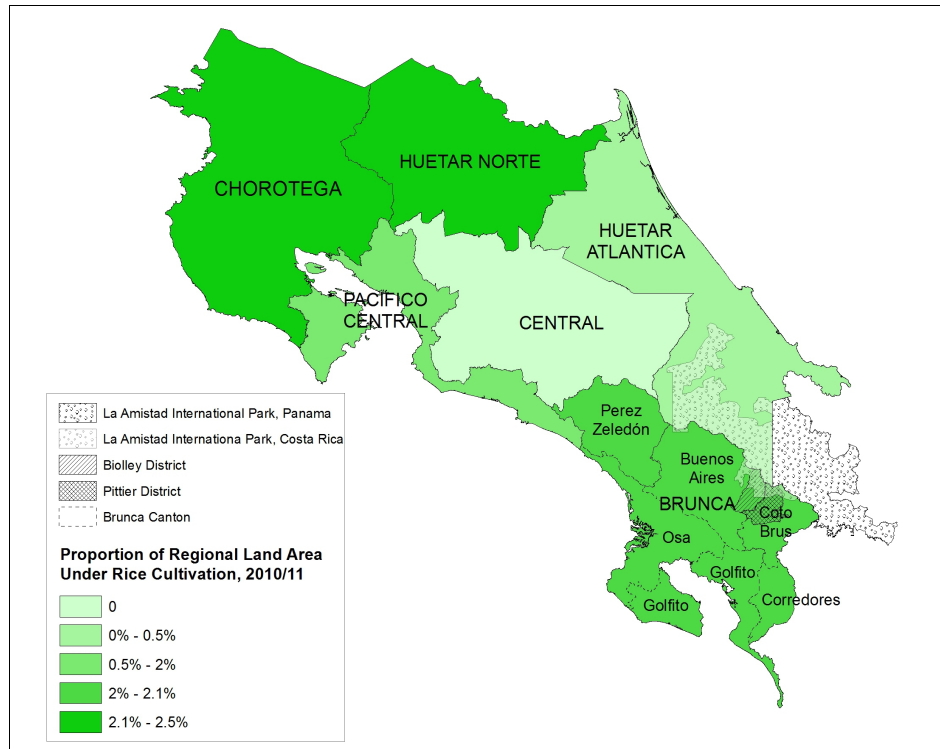 CHOROTEGA
HUETAR NORTE
HUETAR
ATLANTICA
PACÍFICO
CENTRAL
CENTRAL
Perez
Zeledón
Buenos
Aires
BRUNCA
Coto
Brus
Osa
Golfito
Golfito
Corredores
La Amistad International Park, Panama
La Amistad Internationa Park, Costa Rica
Biolley District
Pittier District
Brunca Canton
Proportion of Regional Land Area
Under Rice Cultivation, 2010/11
0
0% - 0.5%
0.5% - 2%
2% - 2.1%
2.1% - 2.5%